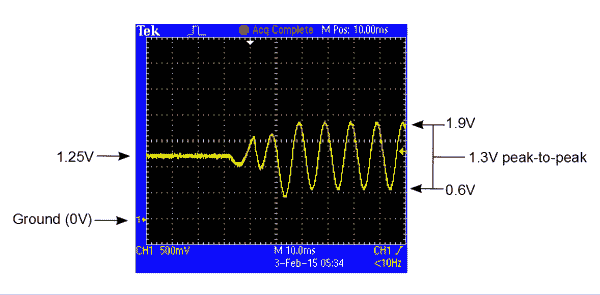 Tek
Acq Complete M Pos: 10.00ms
1.9V
1.25V
1.3V peak-to-peak
0.6V
Ground (0V)
1
CH1 500mV M 10.0ms CH1
3-Feb-15 05:34 <10Hz